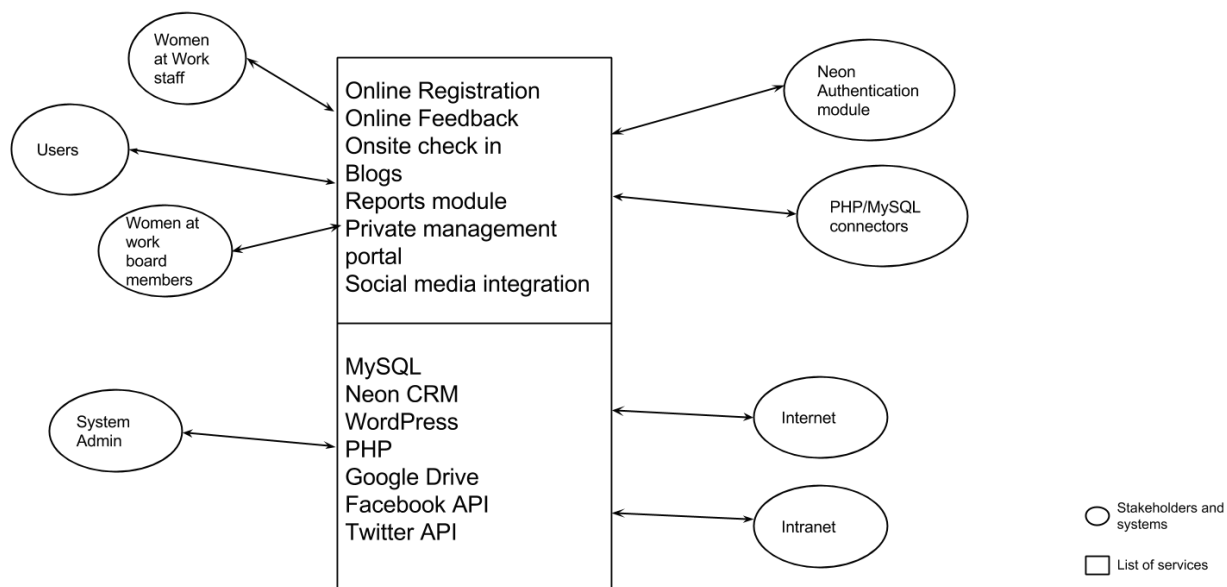 Women
at Work
staff
Users
Women at
work
board
members
System
Admin
Online Registration
Online Feedback
Onsite check in
Blogs
Reports module
Private management
portal
Social media integration
MySQL
Neon CRM
WordPress
PHP
Google Drive
Facebook API
Twitter API
Neon
Authentication
module
PHP/MySQL
connectors
Internet
Intranet
Stakeholders and
systems
List of services